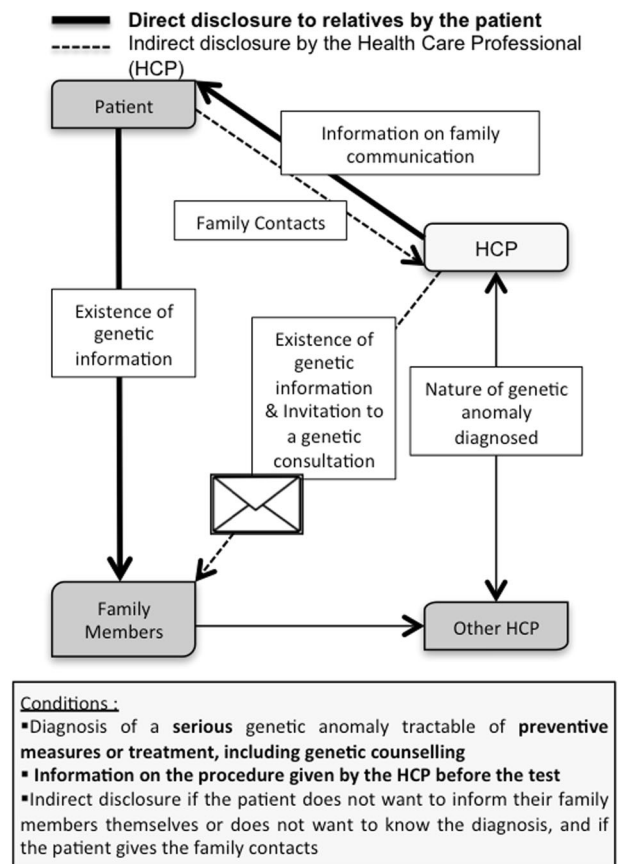 Direct disclosure to relatives by the patient
Indirect disclosure by the Health Care Professional
(HCP)
Patient
Information on family
communication
Family Contacts
HCP
Existence of
genetic
information
Existence of
genetic
information
& Invitation to
a genetic
consultation
Nature of genetic
anomaly
diagnosed
Family
Members
Other HCP
Conditions :
▪Diagnosis of a serious genetic anomaly tractable of preventive
measures or treatment, including genetic counselling
▪ Information on the procedure given by the HCP before the test
▪Indirect disclosure if the patient does not want to inform their family
members themselves or does not want to know the diagnosis, and if
the patient gives the family contacts